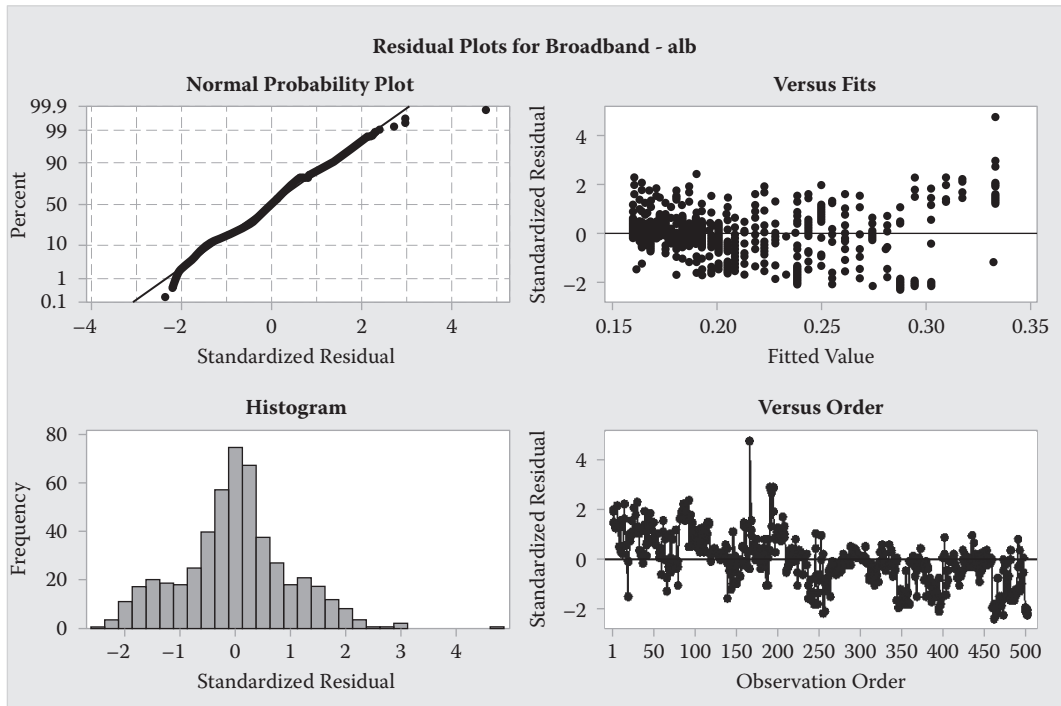 Residual Plots for Broadband - alb
Normal Probability Plot
99.9
99
90
50
10
1
0.1
Percent
−4 −2 0 2 4
Standardized Residual
Versus Fits
4
2
0
−2
Standardized Residual
0.15 0.20 0.25 0.30 0.35
Fitted Value
Histogram
80
60
40
20
0
Frequency
−2 −1 0 1 2 3 4
Standardized Residual
Versus Order
4
2
0
−2
Standardized Residual
1 50 100 150 200 250 300 350 400 450 500
Observation Order